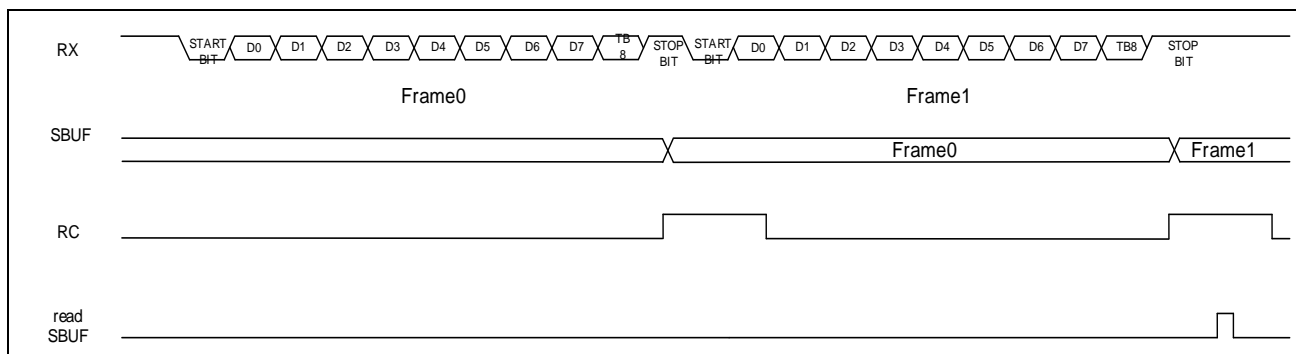 RX START BIT D0 D1 D2 D3 D4 D5 D6 D7 TB 8 STOP BIT START BIT D0 D1 D2 D3 D4 D5 D6 D7 TB8 STOP BIT
Frame0 Frame1
SBUF Frame0 Frame1
RC
read
SBUF